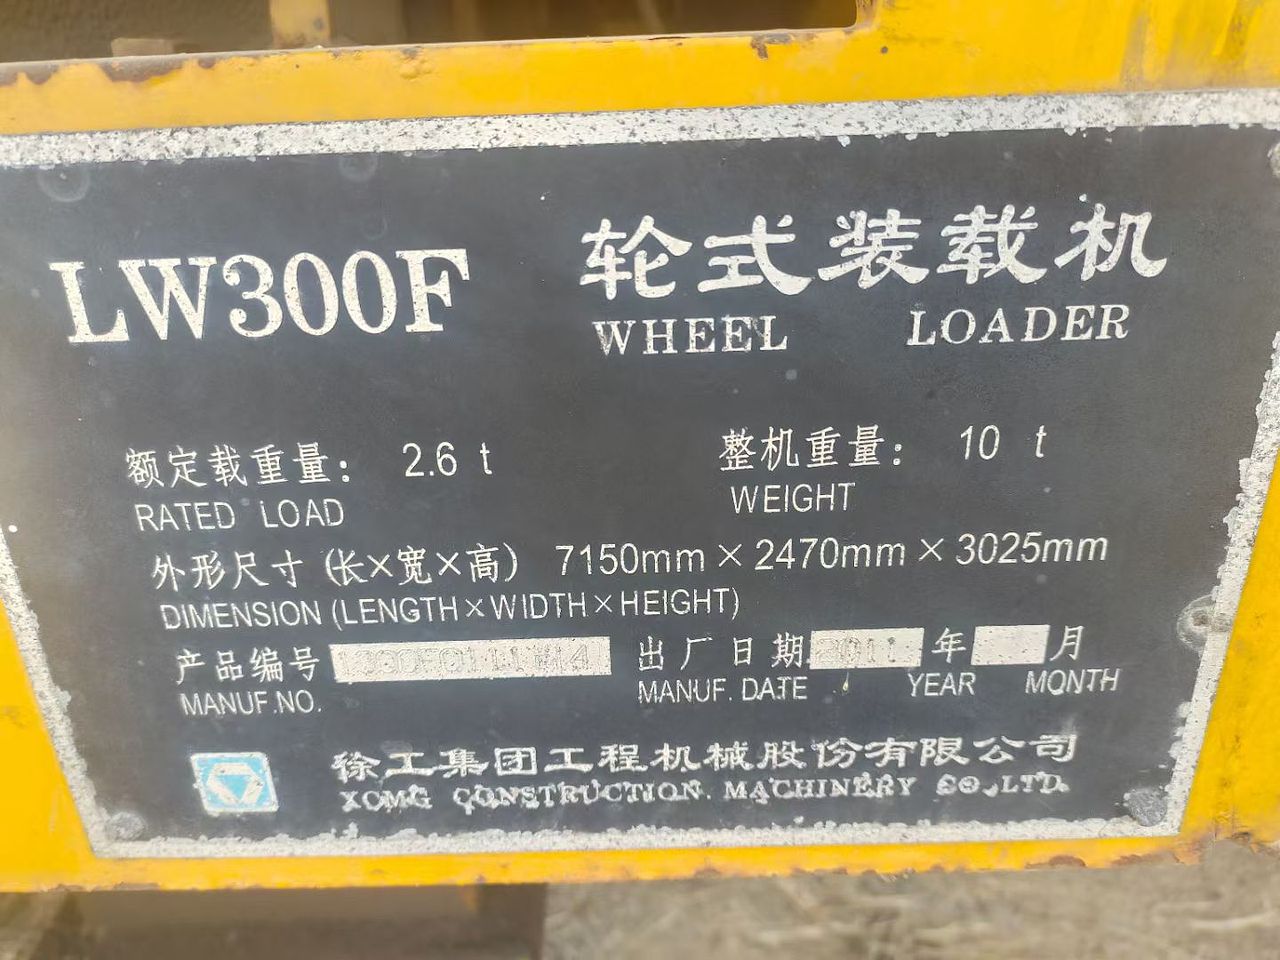 LW300F 轮式装载机
WHEEL LOADER
额定载重量: 2.6 t 整机重量: 10 t
RATED LOAD WEIGHT
外形尺寸 (长×宽×高) 7150mm × 2470mm × 3025mm
DIMENSION (LENGTH×WIDTH×HEIGHT)
产品编号 出厂日期 2011 年 月
MANUF.NO. MANUF. DATE YEAR MONTH
徐工集团工程机械股份有限公司
XCMG CONSTRUCTION. MACHINERY CO.,LTD.